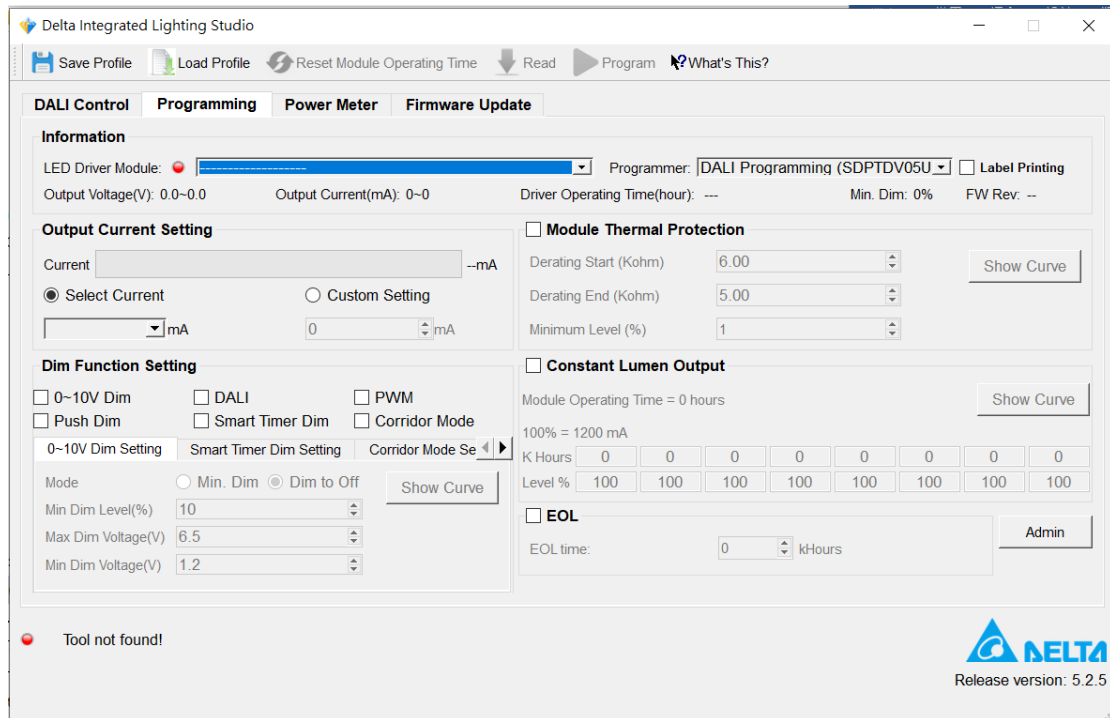 Delta Integrated Lighting Studio
Save Profile Load Profile Reset Module Operating Time Read Program What's This?
DALI Control Programming Power Meter Firmware Update
Information
LED Driver Module: ------------------- Programmer: DALI Programming (SDPTDV05U Label Printing
Output Voltage(V): 0.0~0.0 Output Current(mA): 0~0 Driver Operating Time(hour): --- Min. Dim: 0% FW Rev: --
Output Current Setting
Current --mA
Select Current Custom Setting
mA 0 mA
Module Thermal Protection
Derating Start (Kohm) 6.00 Show Curve
Derating End (Kohm) 5.00
Minimum Level (%) 1
Dim Function Setting
0~10V Dim DALI PWM
Push Dim Smart Timer Dim Corridor Mode
0~10V Dim Setting Smart Timer Dim Setting Corridor Mode Se
Mode Min. Dim Dim to Off Show Curve
Min Dim Level(%) 10
Max Dim Voltage(V) 6.5
Min Dim Voltage(V) 1.2
Constant Lumen Output
Module Operating Time = 0 hours Show Curve
100% = 1200 mA
K Hours 0 0 0 0 0 0 0 0
Level % 100 100 100 100 100 100 100 100
EOL
EOL time: 0 kHours
Admin
Tool not found!
DELTA
Release version: 5.2.5